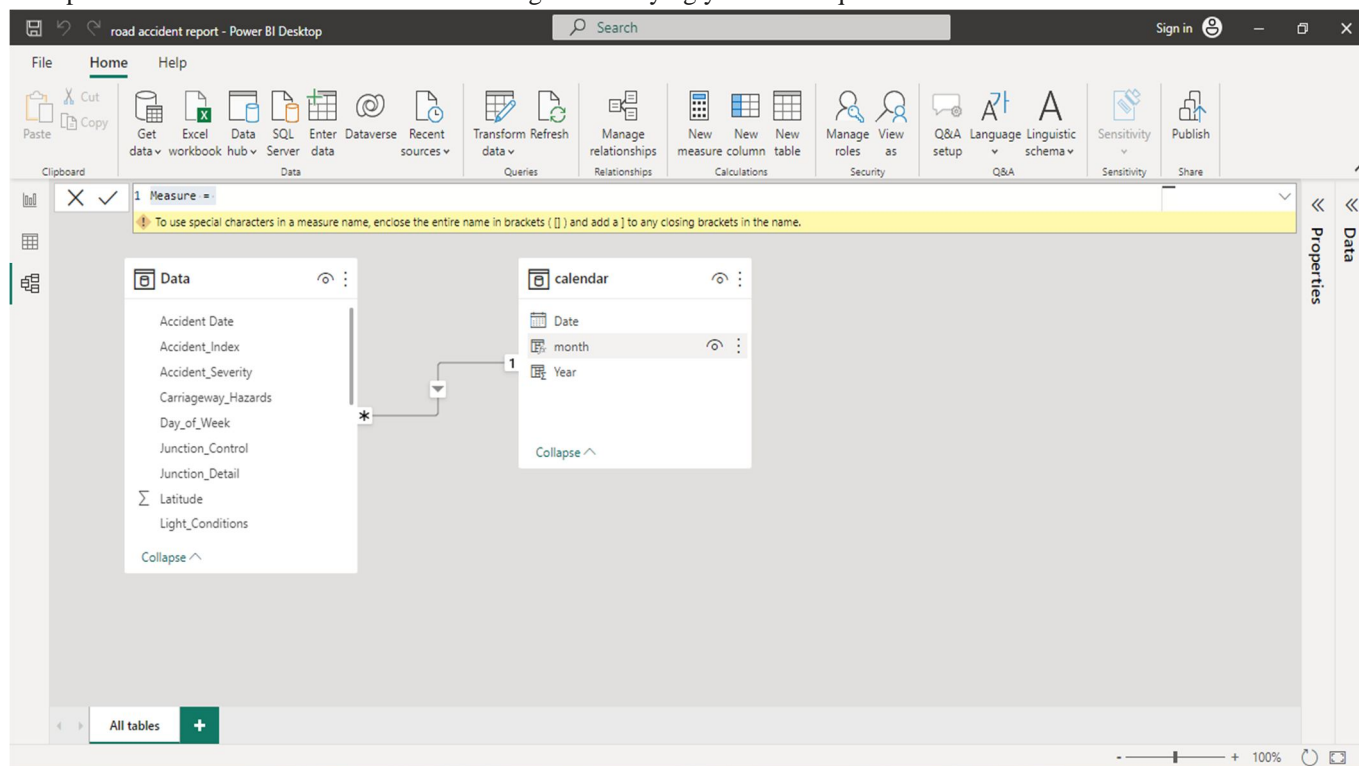 road accident report - Power BI Desktop
Search
Sign in
File Home Help
Paste
Cut
Copy
Get data
Excel workbook
Data hub
SQL Server
Enter data
Dataverse
Recent sources
Transform data
Refresh
Manage relationships
New measure
New column
New table
Manage roles
View as
Q&A setup
Language
Linguistic schema
Sensitivity
Publish
Clipboard
Data
Queries
Relationships
Calculations
Security
Q&A
Sensitivity
Share
1 Measure =
To use special characters in a measure name, enclose the entire name in brackets ( [] ) and add a ] to any closing brackets in the name.
Data
Accident Date
Accident_Index
Accident_Severity
Carriageway_Hazards
Day_of_Week
Junction_Control
Junction_Detail
Latitude
Light_Conditions
Collapse
*
1
calendar
Date
month
Year
Collapse
Properties
Data
All tables
100%